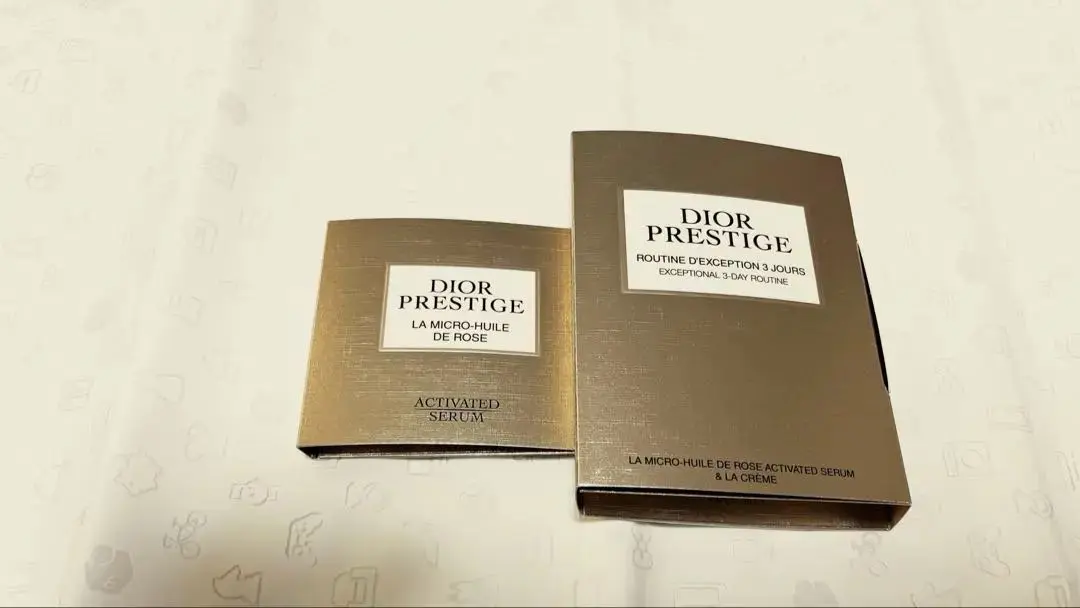 DIOR
PRESTIGE
LA MICRO-HUILE
DE ROSE
ACTIVATED
SERUM
DIOR
PRESTIGE
ROUTINE D'EXCEPTION 3 JOURS
EXCEPTIONAL 3-DAY ROUTINE
LA MICRO-HUILE DE ROSE ACTIVATED SERUM
& LA CRÈME